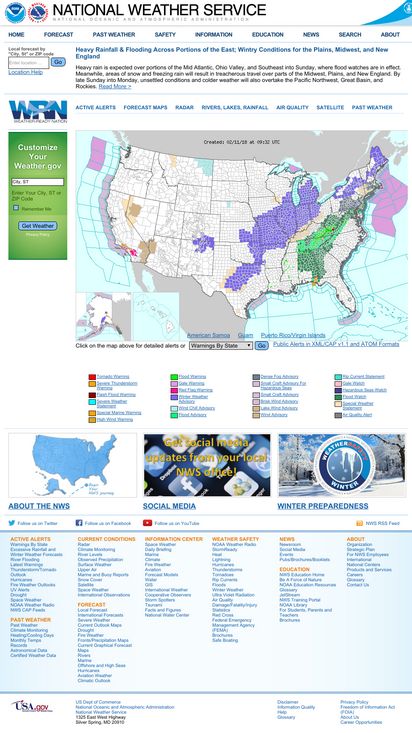 NATIONAL WEATHER SERVICE
NATIONAL OCEANIC AND ATMOSPHERIC ADMINISTRATION
HOME FORECAST PAST WEATHER SAFETY INFORMATION EDUCATION NEWS SEARCH ABOUT
Local forecast by
"City, St" or ZIP code
Enter location ... Go
Location Help
Heavy Rainfall & Flooding Across Portions of the East; Wintry Conditions for the Plains, Midwest, and New
England
Heavy rain is expected over portions of the Mid Atlantic, Ohio Valley, and Southeast into Sunday, where flood watches are in effect.
Meanwhile, areas of snow and freezing rain will result in treacherous travel over parts of the Midwest, Plains, and New England. By
late Sunday into Monday, unsettled conditions and colder weather will also overtake the Pacific Northwest, Great Basin, and
Rockies. Read More >
WRN
WEATHER-READY NATION
ACTIVE ALERTS FORECAST MAPS RADAR RIVERS, LAKES, RAINFALL AIR QUALITY SATELLITE PAST WEATHER
Customize
Your
Weather.gov
City, ST
Enter Your City, ST or
ZIP Code
Remember Me
Get Weather
Privacy Policy
Created: 02/11/18 at 09:32 UTC
American Samoa Guam Puerto Rico/Virgin Islands
Click on the map above for detailed alerts or Warnings By State Go Public Alerts in XML/CAP v1.1 and ATOM Formats
Tornado Warning
Severe Thunderstorm
Warning
Flash Flood Warning
Severe Weather
Statement
Special Marine Warning
High Wind Warning
Flood Warning
Gale Warning
Red Flag Warning
Winter Weather
Advisory
Wind Chill Advisory
Flood Advisory
Dense Fog Advisory
Small Craft Advisory For
Hazardous Seas
Small Craft Advisory
Brisk Wind Advisory
Lake Wind Advisory
Wind Advisory
Rip Current Statement
Gale Watch
Hazardous Seas Watch
Flood Watch
Special Weather
Statement
Air Quality Alert
Begin Your
NWS journey
Get social media
updates from your local
NWS office!
WEATHER-READY
WINTER
ABOUT THE NWS
SOCIAL MEDIA
WINTER PREPAREDNESS
Follow us on Twitter Follow us on Facebook Follow us on YouTube NWS RSS Feed
ACTIVE ALERTS
Warnings By State
Excessive Rainfall and
Winter Weather Forecasts
River Flooding
Latest Warnings
Thunderstorm/Tornado
Outlook
Hurricanes
Fire Weather Outlooks
UV Alerts
Drought
Space Weather
NOAA Weather Radio
NWS CAP Feeds
PAST WEATHER
Past Weather
Climate Monitoring
Heating/Cooling Days
Monthly Temps
Records
Astronomical Data
Certified Weather Data
CURRENT CONDITIONS
Radar
Climate Monitoring
River Levels
Observed Precipitation
Surface Weather
Upper Air
Marine and Buoy Reports
Snow Cover
Satellite
Space Weather
International Observations
FORECAST
Local Forecast
International Forecasts
Severe Weather
Current Outlook Maps
Drought
Fire Weather
Fronts/Precipitation Maps
Current Graphical Forecast
Maps
Rivers
Marine
Offshore and High Seas
Hurricanes
Aviation Weather
Climatic Outlook
INFORMATION CENTER
Space Weather
Daily Briefing
Marine
Climate
Fire Weather
Aviation
Forecast Models
Water
GIS
International Weather
Cooperative Observers
Storm Spotters
Tsunami
Facts and Figures
National Water Center
WEATHER SAFETY
NOAA Weather Radio
StormReady
Heat
Lightning
Hurricanes
Thunderstorms
Tornadoes
Rip Currents
Floods
Winter Weather
Ultra Violet Radiation
Air Quality
Damage/Fatality/Injury
Statistics
Red Cross
Federal Emergency
Management Agency
(FEMA)
Brochures
Safe Boating
NEWS
Newsroom
Social Media
Events
Pubs/Brochures/Booklets
EDUCATION
NWS Education Home
Be A Force of Nature
NOAA Education Resources
Glossary
JetStream
NWS Training Portal
NOAA Library
For Students, Parents and
Teachers
Brochures
ABOUT
Organization
Strategic Plan
For NWS Employees
International
National Centers
Products and Services
Careers
Glossary
Contact Us
USA.gov
US Dept of Commerce
National Oceanic and Atmospheric Administration
National Weather Service
1325 East West Highway
Silver Spring, MD 20910
Disclaimer
Information Quality
Help
Glossary
Privacy Policy
Freedom of Information Act
(FOIA)
About Us
Career Opportunities